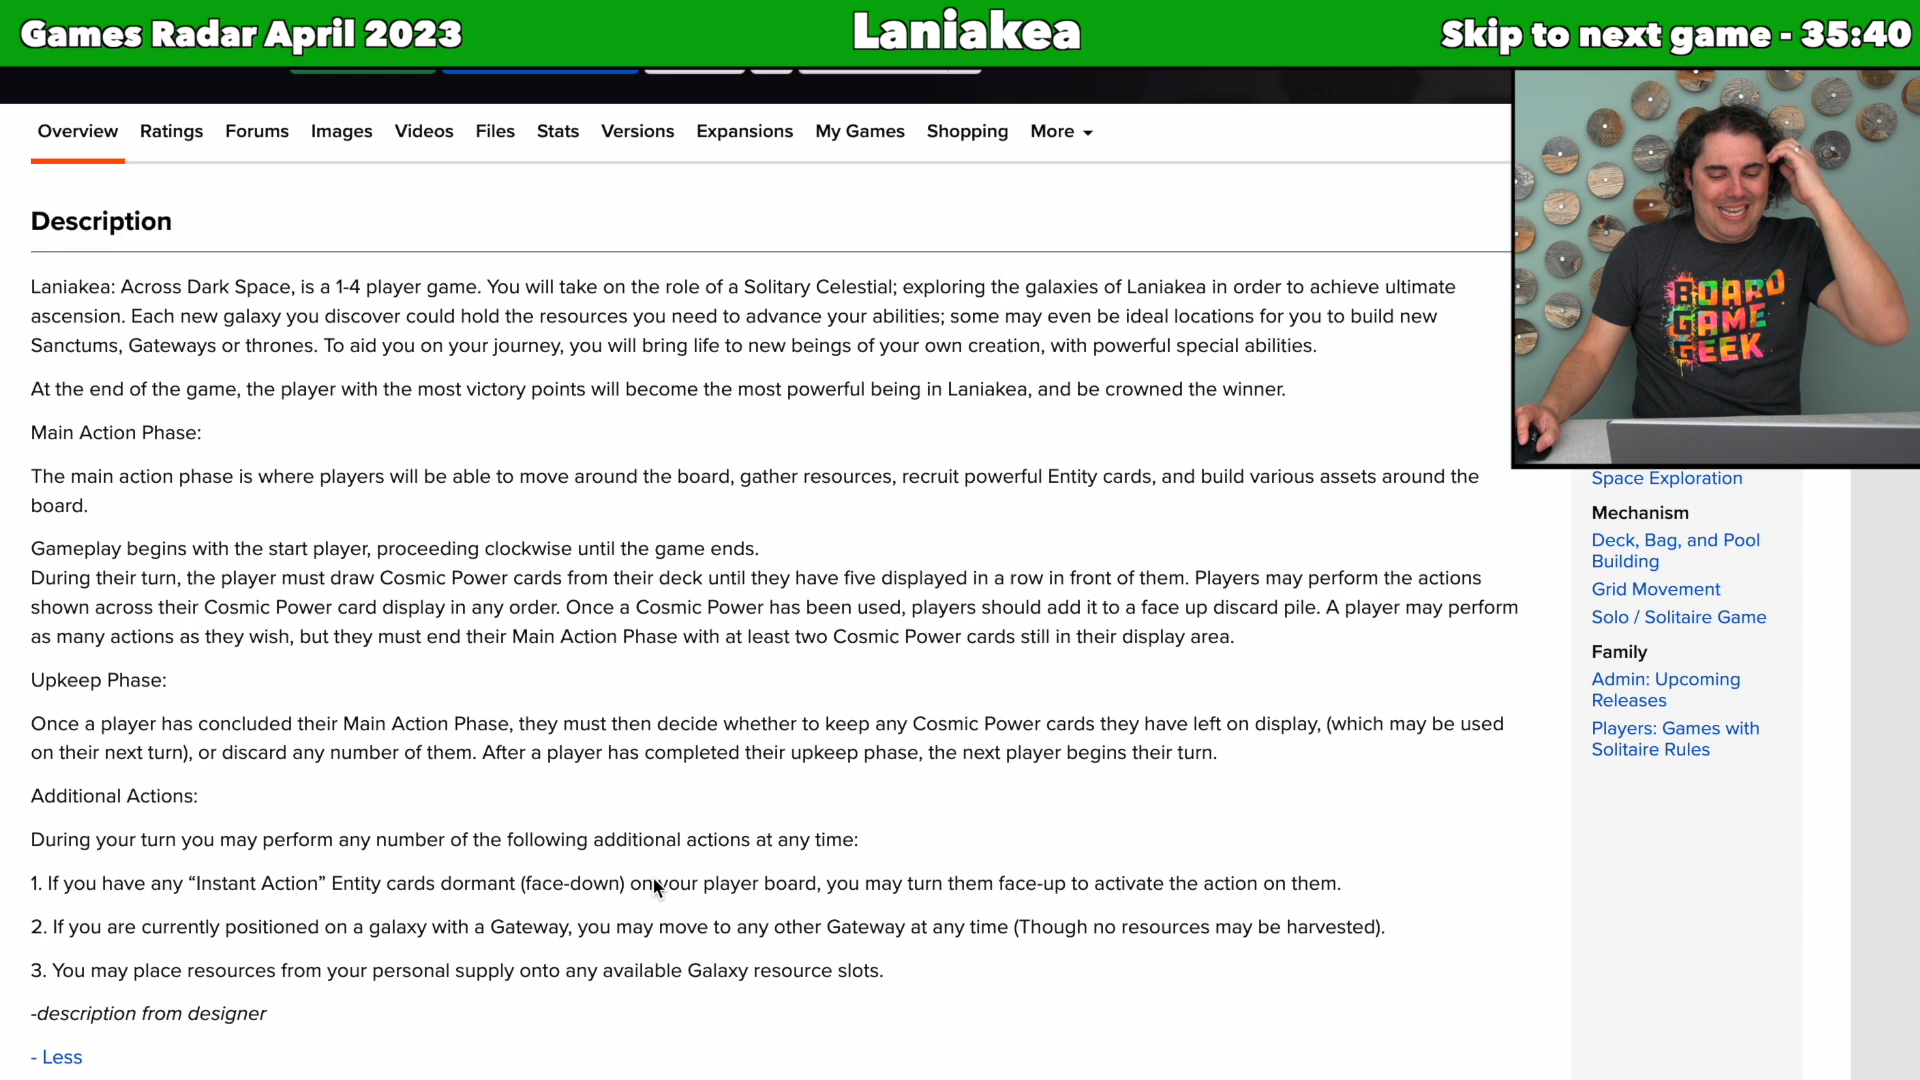 Games Radar April 2023
Laniakea
Skip to next game - 35:40
Overview Ratings Forums Images Videos Files Stats Versions Expansions My Games Shopping More
BOARD
GAME
GEEK
Description
Laniakea: Across Dark Space, is a 1-4 player game. You will take on the role of a Solitary Celestial; exploring the galaxies of Laniakea in order to achieve ultimate
ascension. Each new galaxy you discover could hold the resources you need to advance your abilities; some may even be ideal locations for you to build new
Sanctums, Gateways or thrones. To aid you on your journey, you will bring life to new beings of your own creation, with powerful special abilities.
At the end of the game, the player with the most victory points will become the most powerful being in Laniakea, and be crowned the winner.
Main Action Phase:
The main action phase is where players will be able to move around the board, gather resources, recruit powerful Entity cards, and build various assets around the
board.
Gameplay begins with the start player, proceeding clockwise until the game ends.
During their turn, the player must draw Cosmic Power cards from their deck until they have five displayed in a row in front of them. Players may perform the actions
shown across their Cosmic Power card display in any order. Once a Cosmic Power has been used, players should add it to a face up discard pile. A player may perform
as many actions as they wish, but they must end their Main Action Phase with at least two Cosmic Power cards still in their display area.
Upkeep Phase:
Once a player has concluded their Main Action Phase, they must then decide whether to keep any Cosmic Power cards they have left on display, (which may be used
on their next turn), or discard any number of them. After a player has completed their upkeep phase, the next player begins their turn.
Additional Actions:
During your turn you may perform any number of the following additional actions at any time:
1. If you have any “Instant Action” Entity cards dormant (face-down) on your player board, you may turn them face-up to activate the action on them.
2. If you are currently positioned on a galaxy with a Gateway, you may move to any other Gateway at any time (Though no resources may be harvested).
3. You may place resources from your personal supply onto any available Galaxy resource slots.
-description from designer
- Less
Space Exploration
Mechanism
Deck, Bag, and Pool
Building
Grid Movement
Solo / Solitaire Game
Family
Admin: Upcoming
Releases
Players: Games with
Solitaire Rules